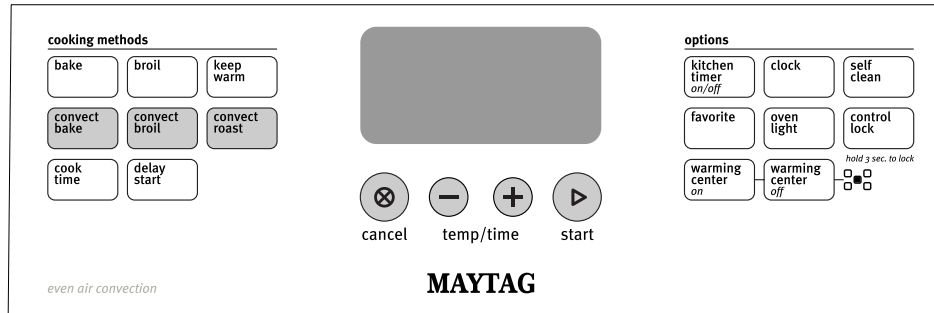 cooking methods
bake
broil
keep
warm
convect
bake
convect
broil
convect
roast
cook
time
delay
start
cancel
temp/time
start
options
kitchen
timer
on/off
clock
self
clean
favorite
oven
light
control
lock
hold 3 sec. to lock
warming
center
on
warming
center
off
even air convection
MAYTAG